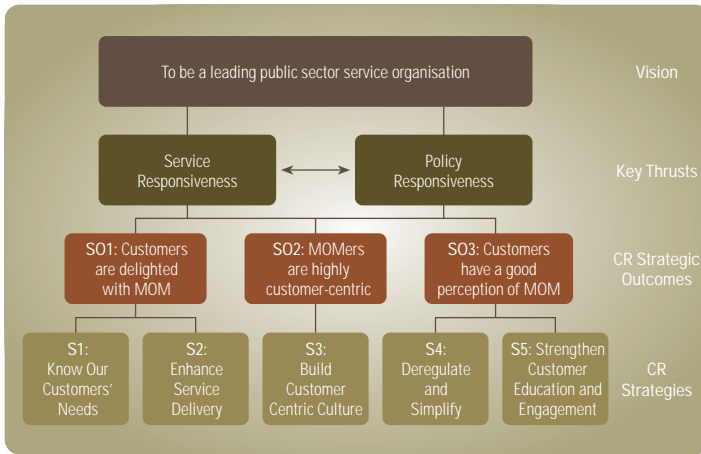 To be a leading public sector service organisation
Vision
Service
Responsiveness
Policy
Responsiveness
Key Thrusts
SO1: Customers
are delighted
with MOM
SO2: MOMers
are highly
customer-centric
SO3: Customers
have a good
perception of MOM
CR Strategic
Outcomes
S1:
Know Our
Customers'
Needs
S2:
Enhance
Service
Delivery
S3:
Build
Customer
Centric Culture
S4:
Deregulate
and
Simplify
S5: Strengthen
Customer
Education and
Engagement
CR
Strategies